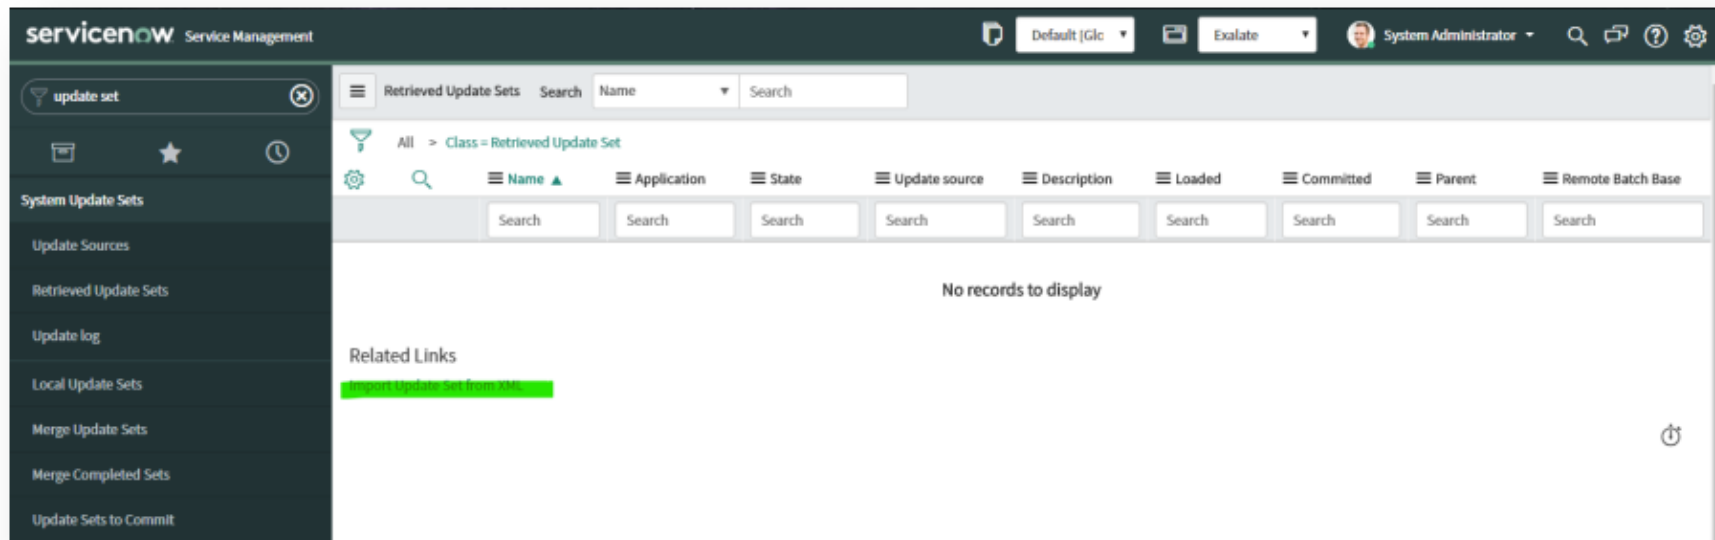 servicenow Service Management
Default [Glc
Exalate
System Administrator
update set
System Update Sets
Update Sources
Retrieved Update Sets
Update log
Local Update Sets
Merge Update Sets
Merge Completed Sets
Update Sets to Commit
Retrieved Update Sets Search Name Search
All > Class = Retrieved Update Set
Name Application State Update source Description Loaded Committed Parent Remote Batch Base
Search Search Search Search Search Search Search Search Search
No records to display
Related Links
Import Update Set from XML